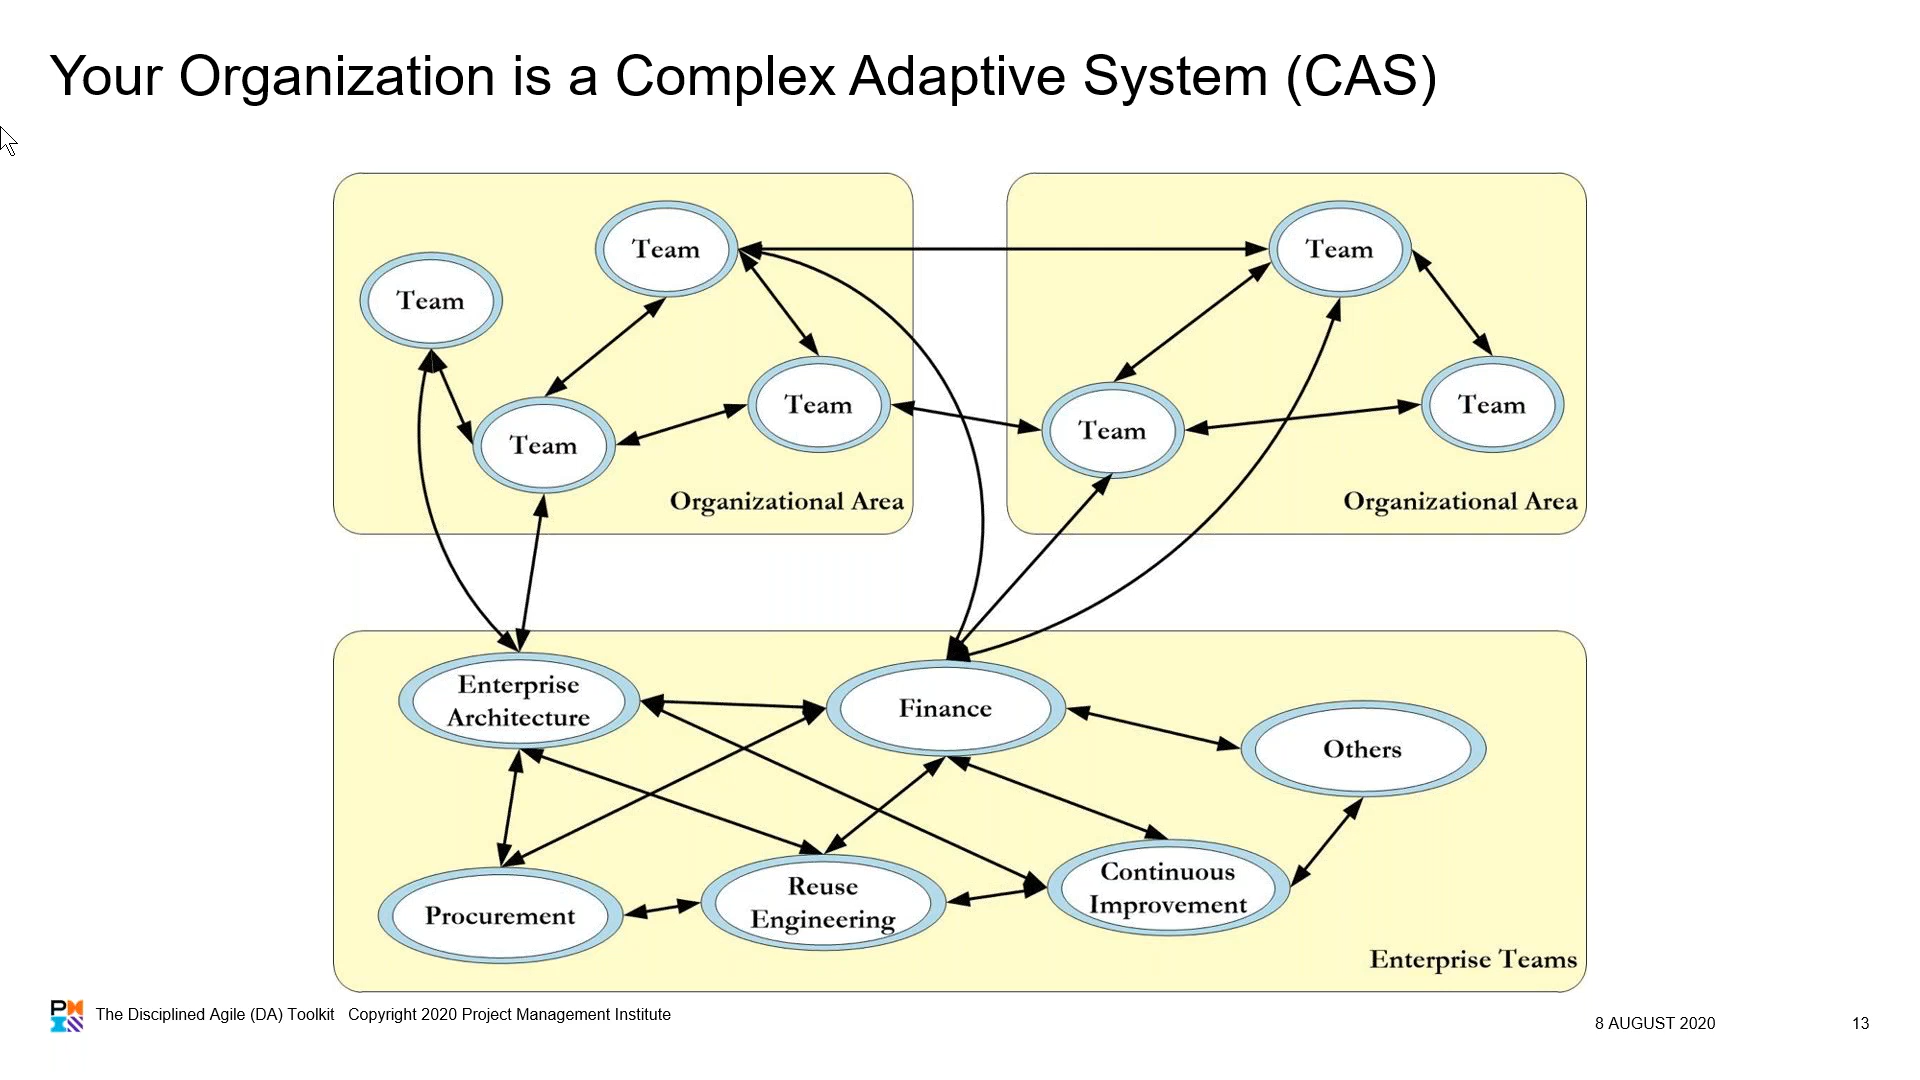 Your Organization is a Complex Adaptive System (CAS)
Team
Team
Team
Team
Organizational Area
Team
Team
Team
Organizational Area
Enterprise
Architecture
Finance
Others
Procurement
Reuse
Engineering
Continuous
Improvement
Enterprise Teams
PM
The Disciplined Agile (DA) Toolkit Copyright 2020 Project Management Institute
8 AUGUST 2020
13